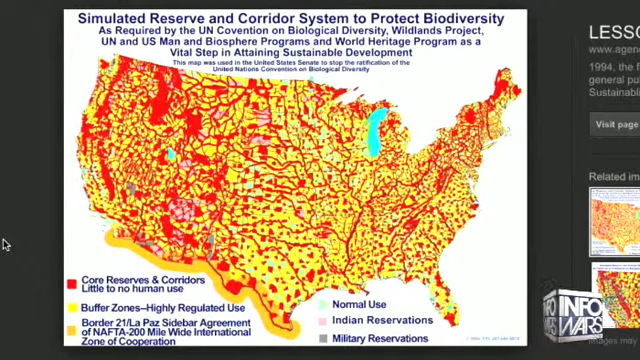 Simulated Reserve and Corridor System to Protect Biodiversity
As Required by the UN Covention on Biological Diversity, Wildlands Project,
UN and US Man and Biosphere Programs and World Heritage Program as a
Vital Step in Attaining Sustainable Development
This map was used in the United States Senate to stop the ratification of the
United Nations Convention on Biological Diversity
Core Reserves & Corridors
Little to no human use
Buffer Zones--Highly Regulated Use
Border 21/La Paz Sidebar Agreement
of NAFTA-200 Mile Wide International
Zone of Cooperation
Normal Use
Indian Reservations
Military Reservations
LESSO
www.agen
1994, the f
general pu
Sustainabl
Visit page
Related im
INFO
WARS
Images may